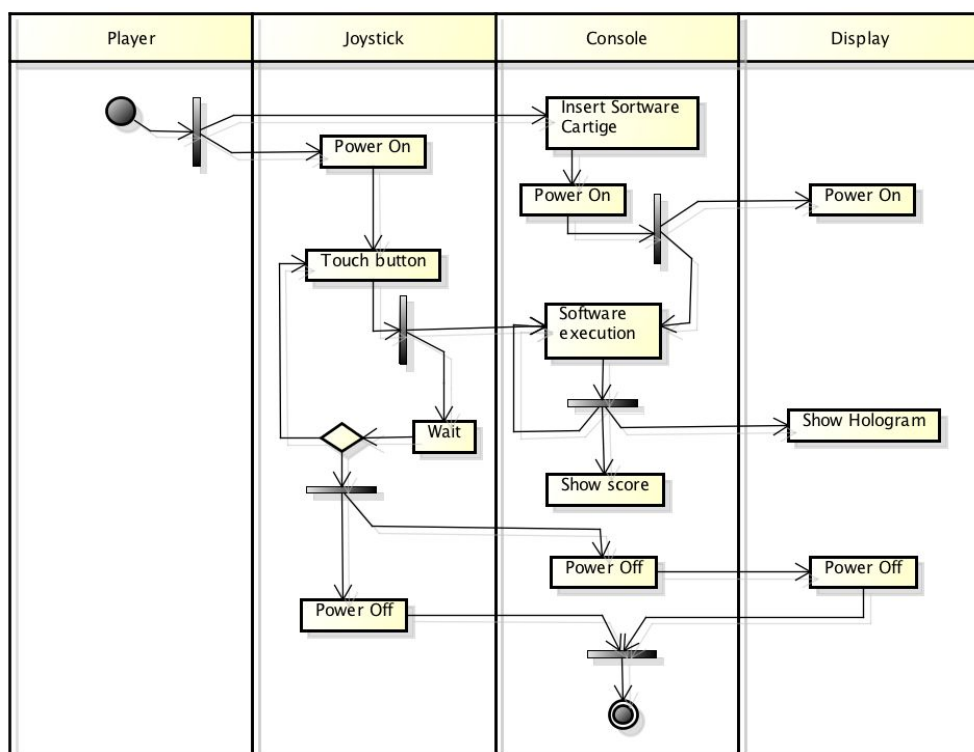 Player
Joystick
Console
Display
Insert Sortware
Cartige
Power On
Power On
Power On
Touch button
Software
execution
Wait
Show Hologram
Show score
Power Off
Power Off
Power Off